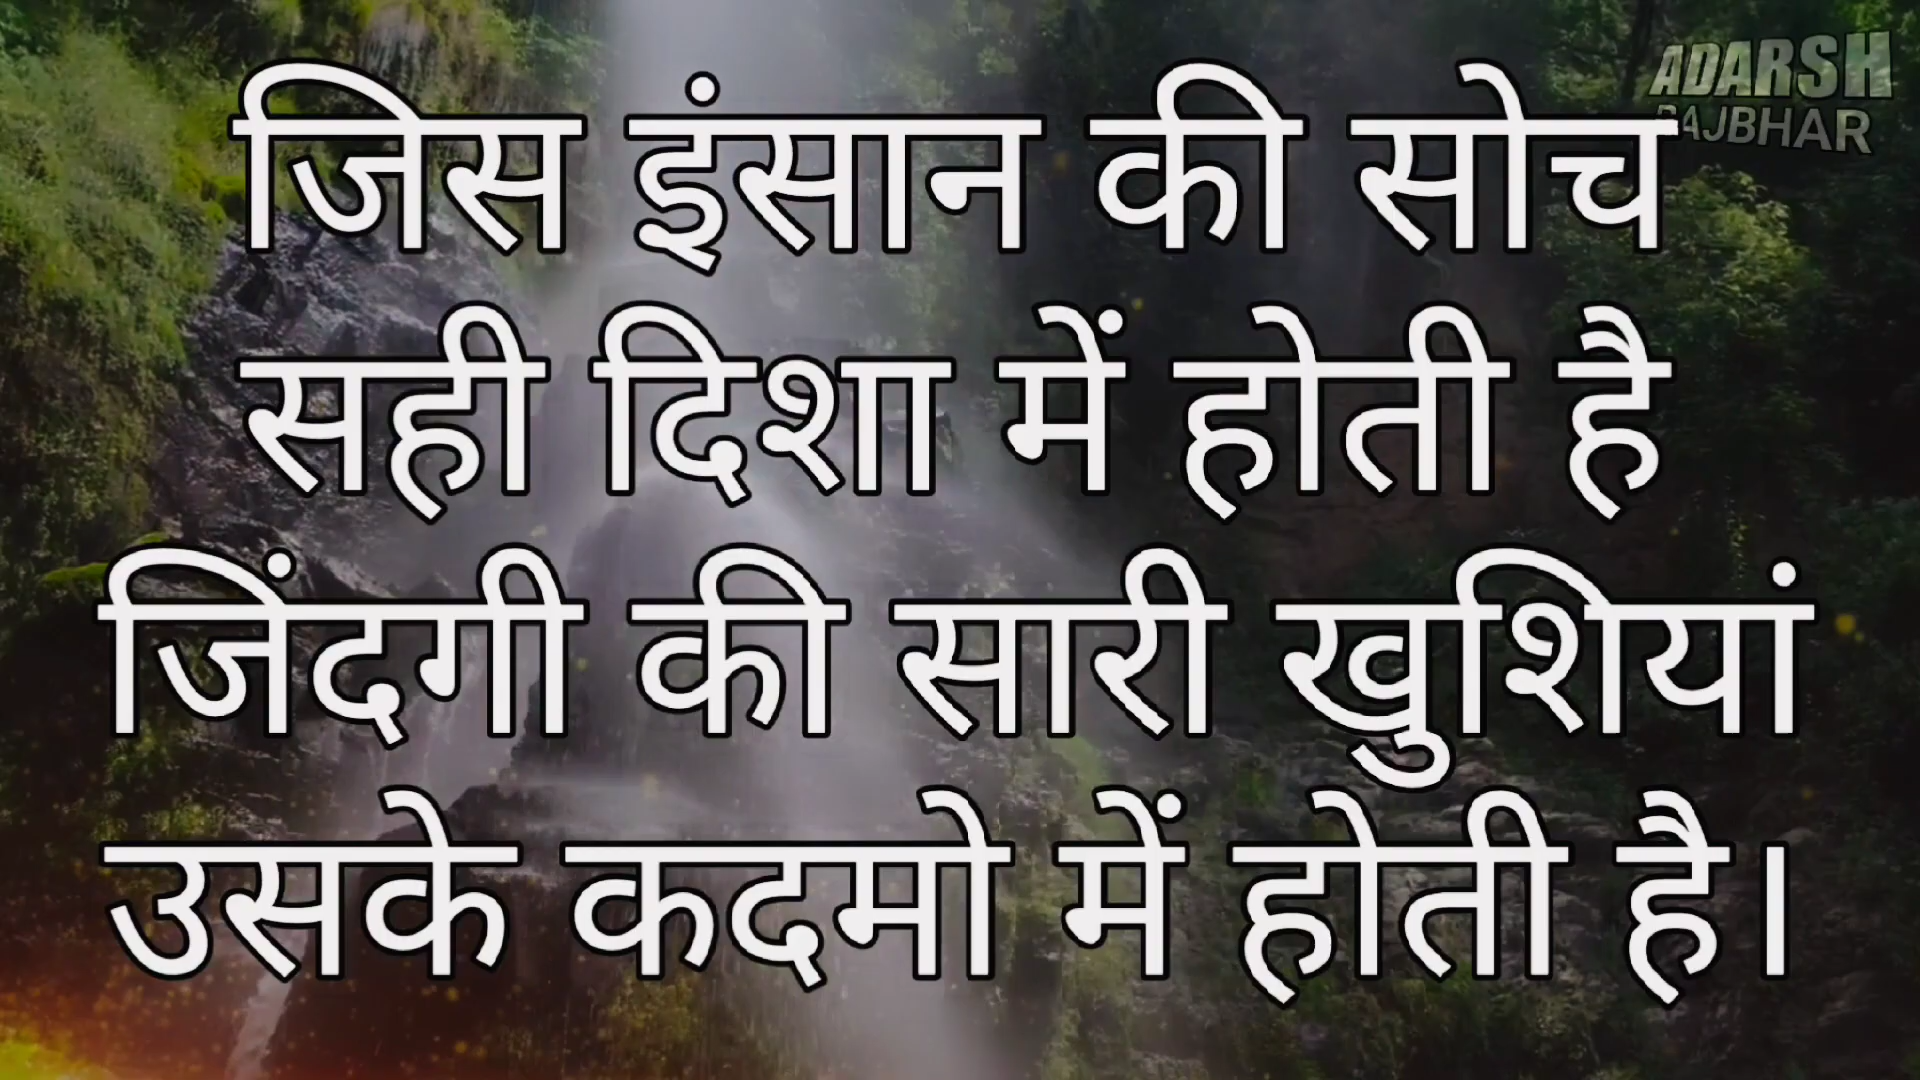 ADARSH
RAJBHAR
जिस इंसान की सोच
सही दिशा में होती है
जिंदगी की सारी खुशियां
उसके कदमो में होती है।